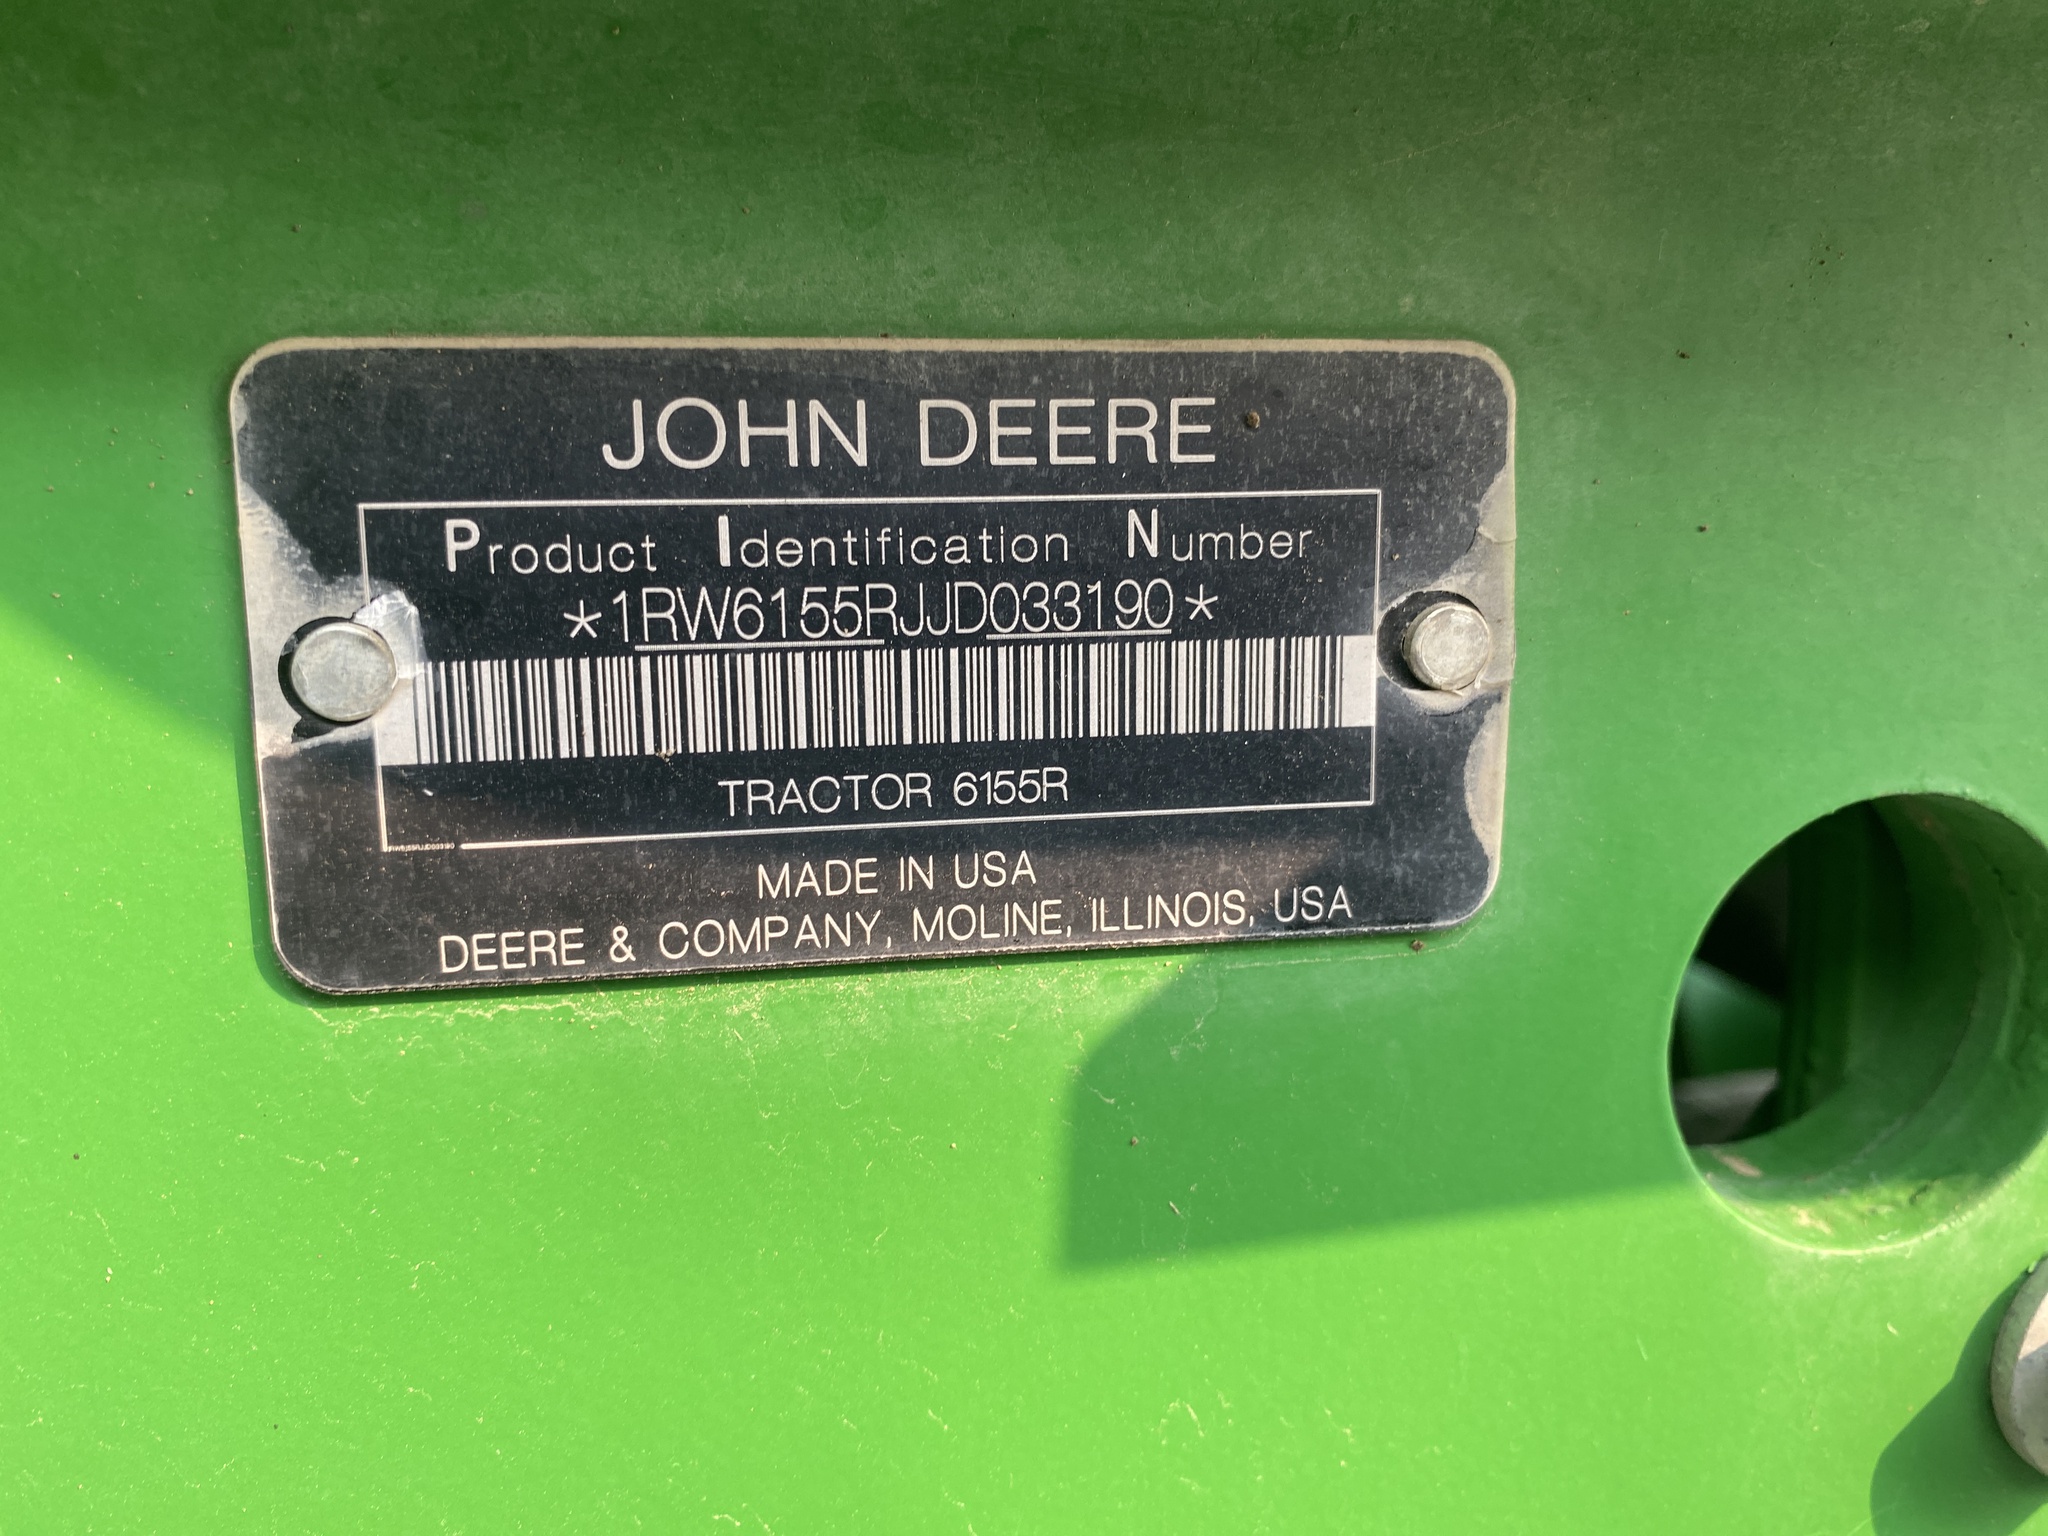 JOHN DEERE
Product Identification Number
*1RW6155RJJD033190*
TRACTOR 6155R
MADE IN USA
DEERE & COMPANY, MOLINE, ILLINOIS, USA